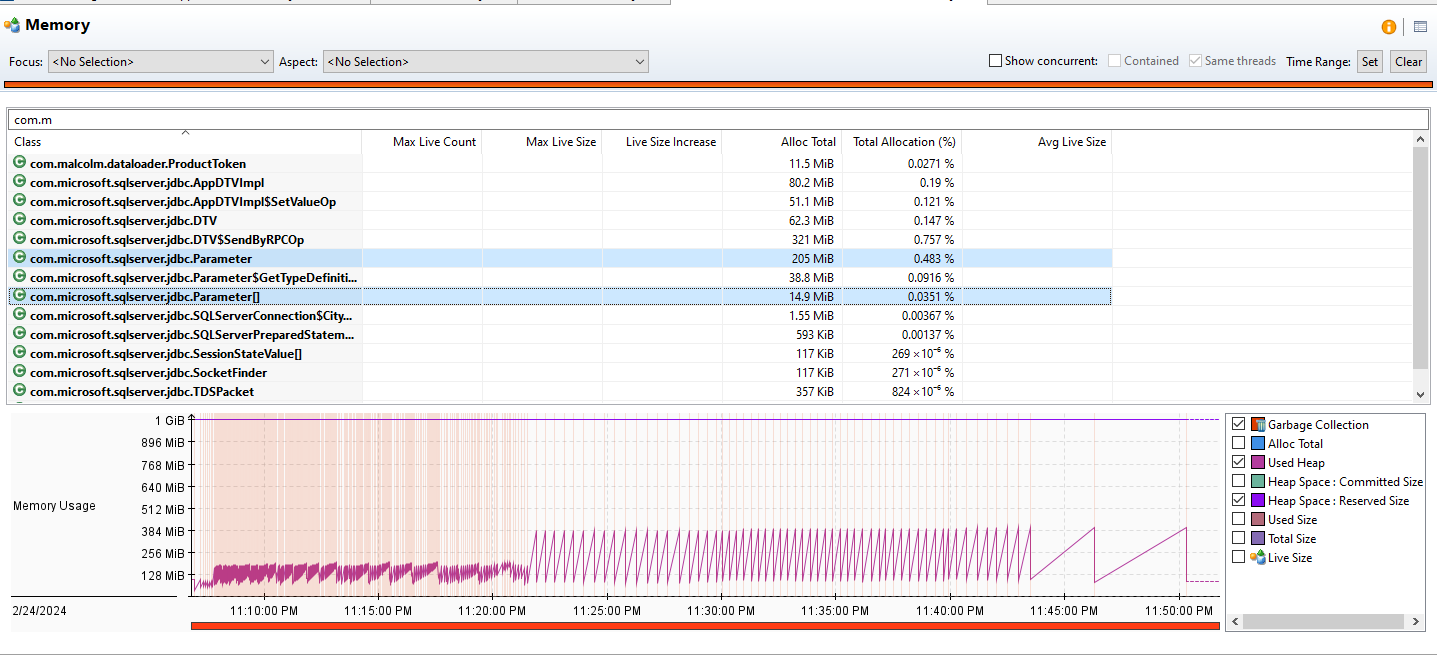 Memory
Focus: <No Selection> Aspect: <No Selection> Show concurrent: Contained Same threads Time Range: Set Clear
com.m
Class Max Live Count Max Live Size Live Size Increase Alloc Total Total Allocation (%) Avg Live Size
com.malcolm.dataloader.ProductToken 11.5 MiB 0.0271 %
com.microsoft.sqlserver.jdbc.AppDTVImpl 80.2 MiB 0.19 %
com.microsoft.sqlserver.jdbc.AppDTVImpl$SetValueOp 51.1 MiB 0.121 %
com.microsoft.sqlserver.jdbc.DTV 62.3 MiB 0.147 %
com.microsoft.sqlserver.jdbc.DTV$SendByRPCOp 321 MiB 0.757 %
com.microsoft.sqlserver.jdbc.Parameter 205 MiB 0.483 %
com.microsoft.sqlserver.jdbc.Parameter$GetTypeDefiniti... 38.8 MiB 0.0916 %
com.microsoft.sqlserver.jdbc.Parameter[] 14.9 MiB 0.0351 %
com.microsoft.sqlserver.jdbc.SQLServerConnection$City... 1.55 MiB 0.00367 %
com.microsoft.sqlserver.jdbc.SQLServerPreparedStatem... 593 KiB 0.00137 %
com.microsoft.sqlserver.jdbc.SessionStateValue[] 117 KiB 269 ×10⁻⁶ %
com.microsoft.sqlserver.jdbc.SocketFinder 117 KiB 271 ×10⁻⁶ %
com.microsoft.sqlserver.jdbc.TDSPacket 357 KiB 824 ×10⁻⁶ %
Memory Usage
1 GiB
896 MiB
768 MiB
640 MiB
512 MiB
384 MiB
256 MiB
128 MiB
2/24/2024 11:10:00 PM 11:15:00 PM 11:20:00 PM 11:25:00 PM 11:30:00 PM 11:35:00 PM 11:40:00 PM 11:45:00 PM 11:50:00 PM
Garbage Collection
Alloc Total
Used Heap
Heap Space : Committed Size
Heap Space : Reserved Size
Used Size
Total Size
Live Size